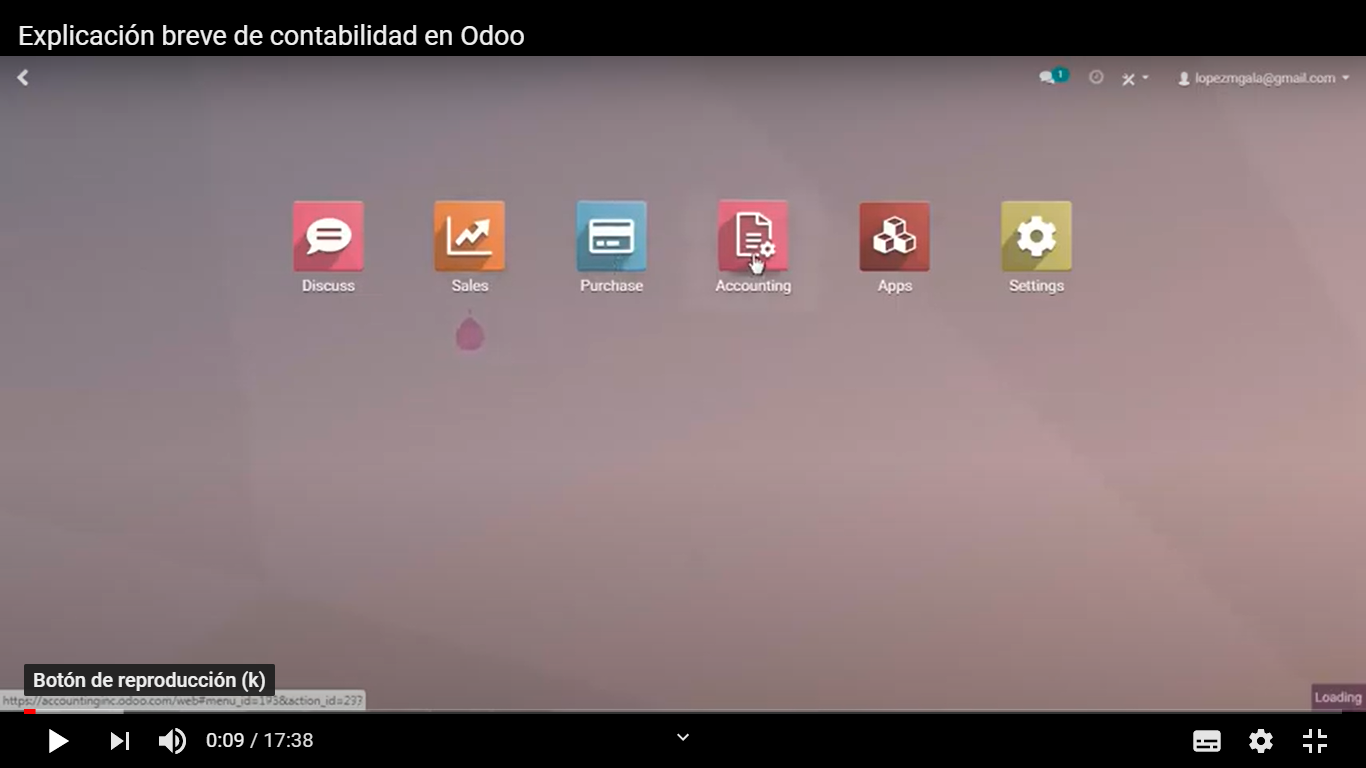 Explicación breve de contabilidad en Odoo
1
lopezmgala@gmail.com
Discuss
Sales
Purchase
Accounting
Apps
Settings
Botón de reproducción (k)
https://accountinginc.odoo.com/web#menu_id=193&action_id=237
Loading
0:09 / 17:38